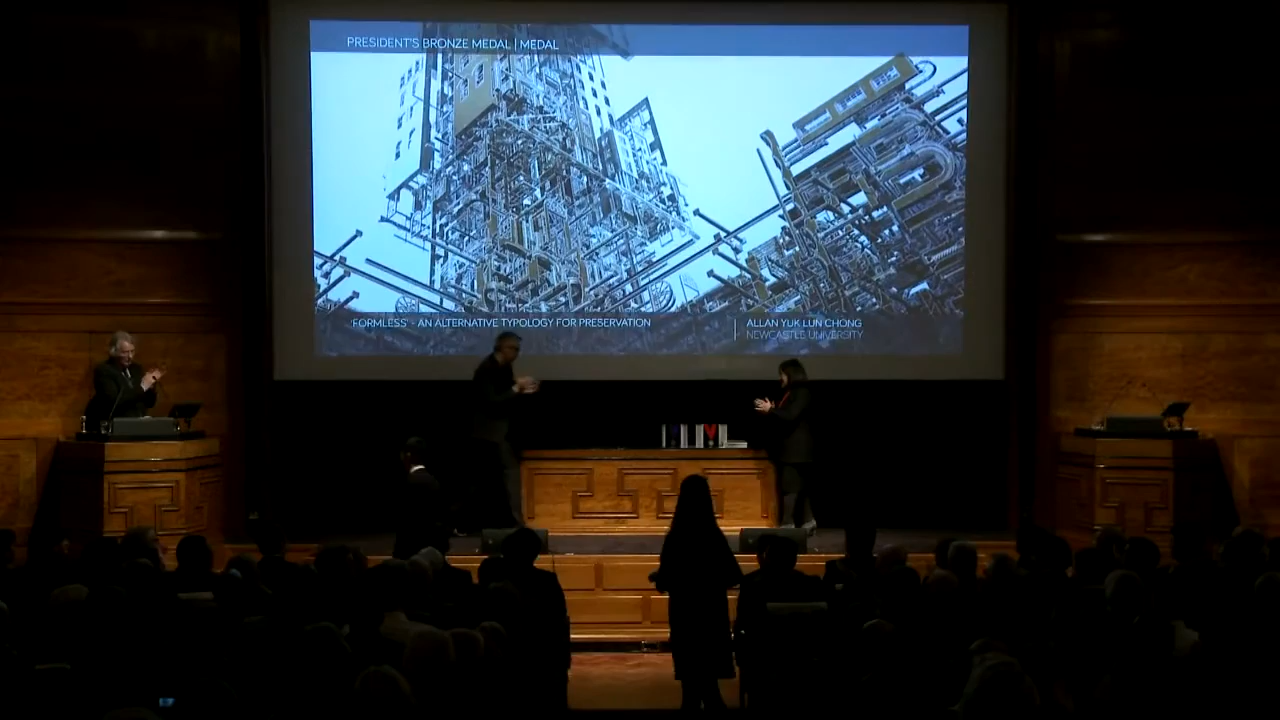 PRESIDENT'S BRONZE MEDAL | MEDAL
'FORMLESS' - AN ALTERNATIVE TYPOLOGY FOR PRESERVATION
ALLAN YUK LUN CHONG
NEWCASTLE UNIVERSITY